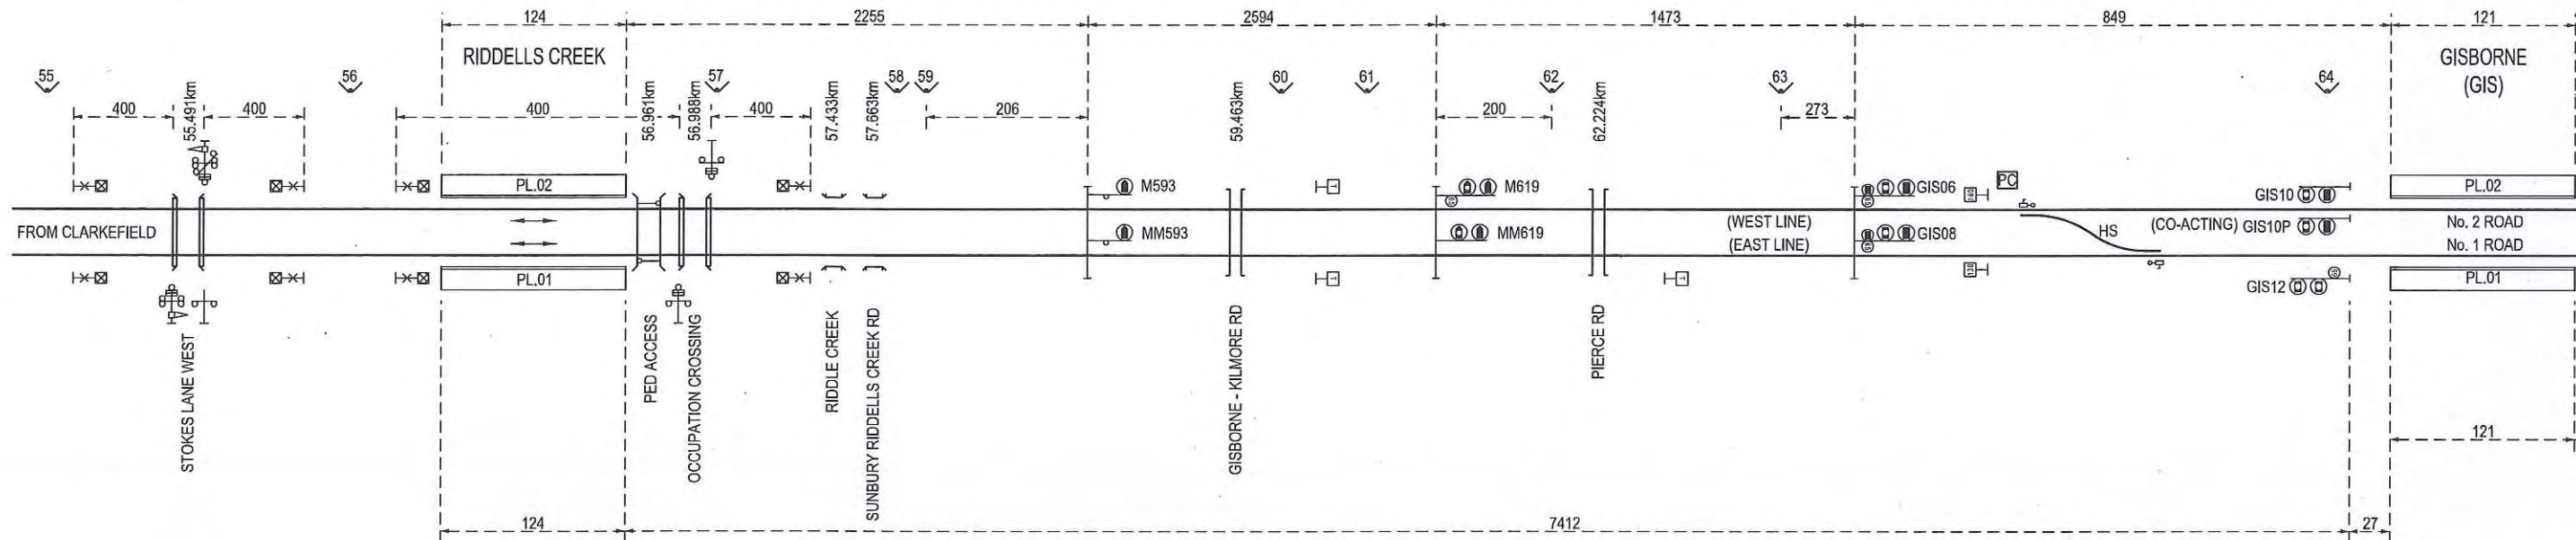 124
2255
2594
1473
849
121
RIDDELLS CREEK
GISBORNE
(GIS)
55
56
57
58
59
60
61
62
63
64
400
400
400
400
206
200
273
55.491km
56.961km
56.988km
57.433km
57.663km
59.463km
62.224km
PL.02
M593
M619
GIS06
PC
GIS10
PL.02
FROM CLARKEFIELD
MM593
MM619
(WEST LINE)
(EAST LINE)
GIS08
HS
(CO-ACTING) GIS10P
No. 2 ROAD
No. 1 ROAD
PL.01
GIS12
PL.01
STOKES LANE WEST
PED ACCESS
OCCUPATION CROSSING
RIDDLE CREEK
SUNBURY RIDDELLS CREEK RD
GISBORNE - KILMORE RD
PIERCE RD
121
124
7412
27